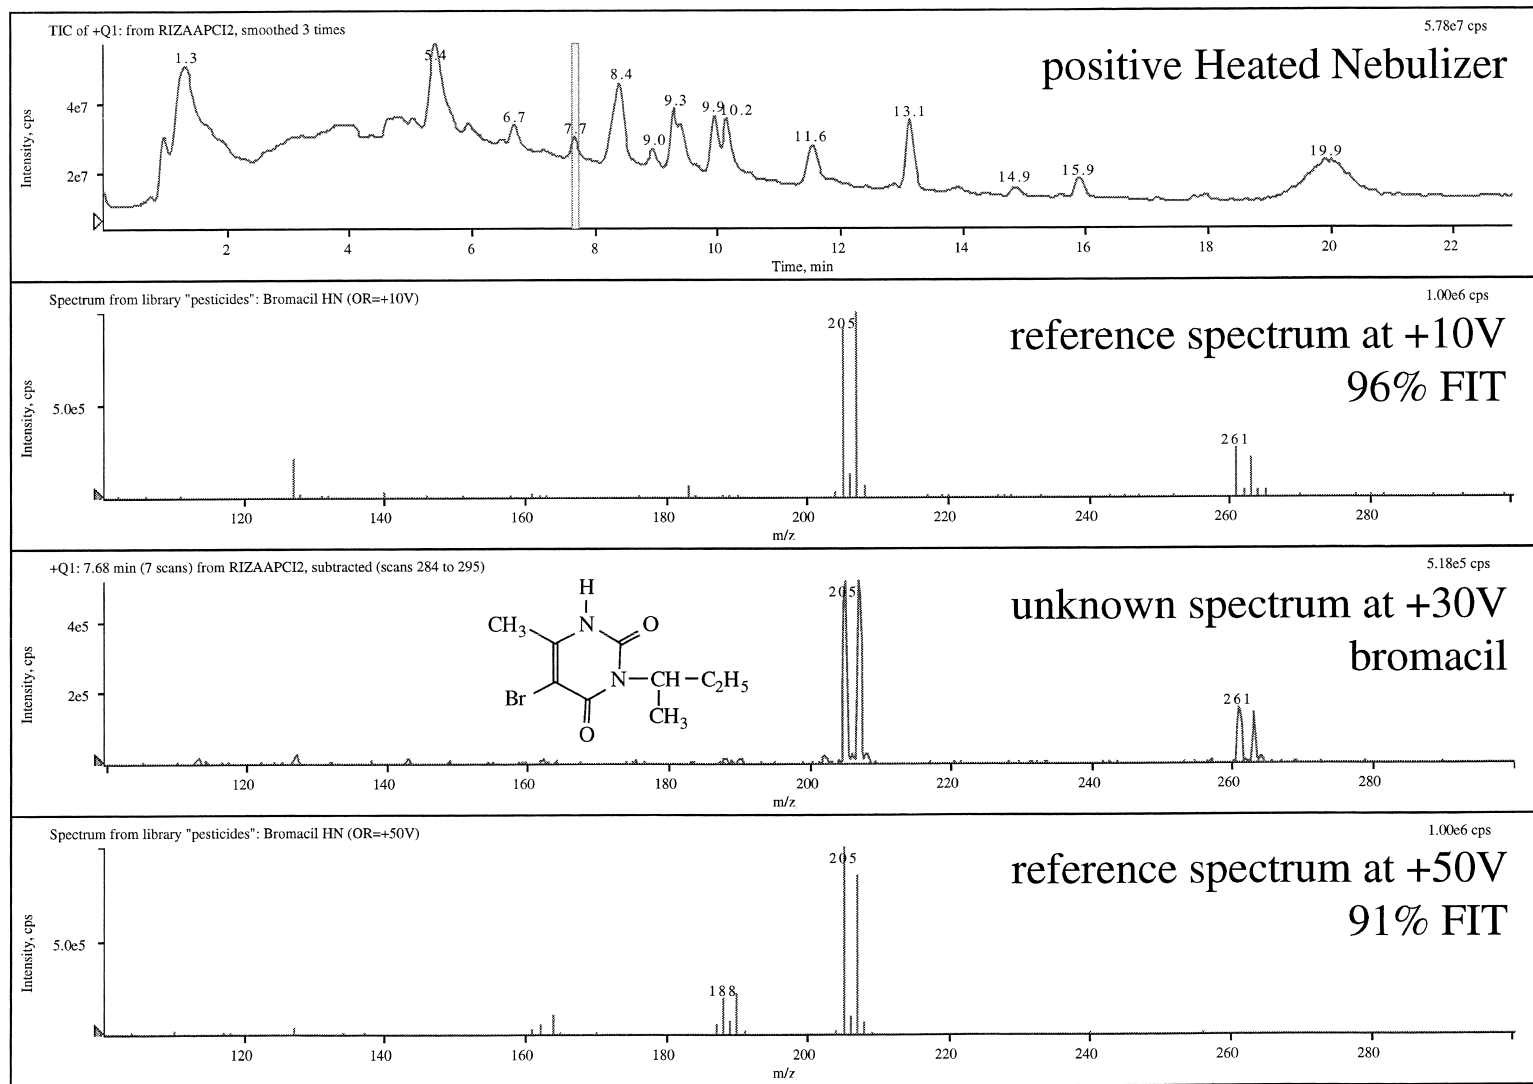 TIC of +Q1: from RIZAAPCI2, smoothed 3 times
5.78e7 cps
positive Heated Nebulizer
Intensity, cps
4e7
2e7
1.3
5.4
6.7
7.7
8.4
9.0
9.3
9.9
10.2
11.6
13.1
14.9
15.9
19.9
2 4 6 8 10 12 14 16 18 20 22
Time, min
Spectrum from library "pesticides": Bromacil HN (OR=+10V)
1.00e6 cps
reference spectrum at +10V
96% FIT
Intensity, cps
5.0e5
205
261
120 140 160 180 200 220 240 260 280
m/z
+Q1: 7.68 min (7 scans) from RIZAAPCI2, subtracted (scans 284 to 295)
5.18e5 cps
unknown spectrum at +30V
bromacil
Intensity, cps
4e5
2e5
H
CH3 N O
N CH C2H5
Br
CH3
O
205
261
120 140 160 180 200 220 240 260 280
m/z
Spectrum from library "pesticides": Bromacil HN (OR=+50V)
1.00e6 cps
reference spectrum at +50V
91% FIT
Intensity, cps
5.0e5
188
205
120 140 160 180 200 220 240 260 280
m/z